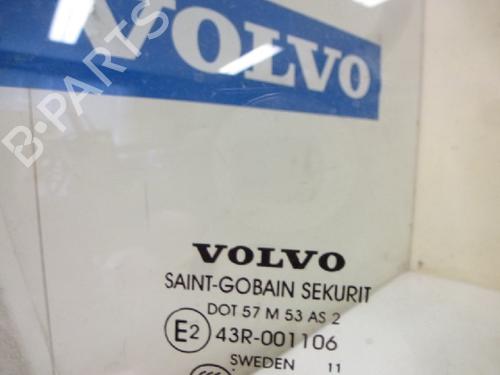 VOLVO
B-PARTS
VOLVO
SAINT-GOBAIN SEKURIT
DOT 57 M 53 AS 2
E2 43R-001106
SWEDEN 11